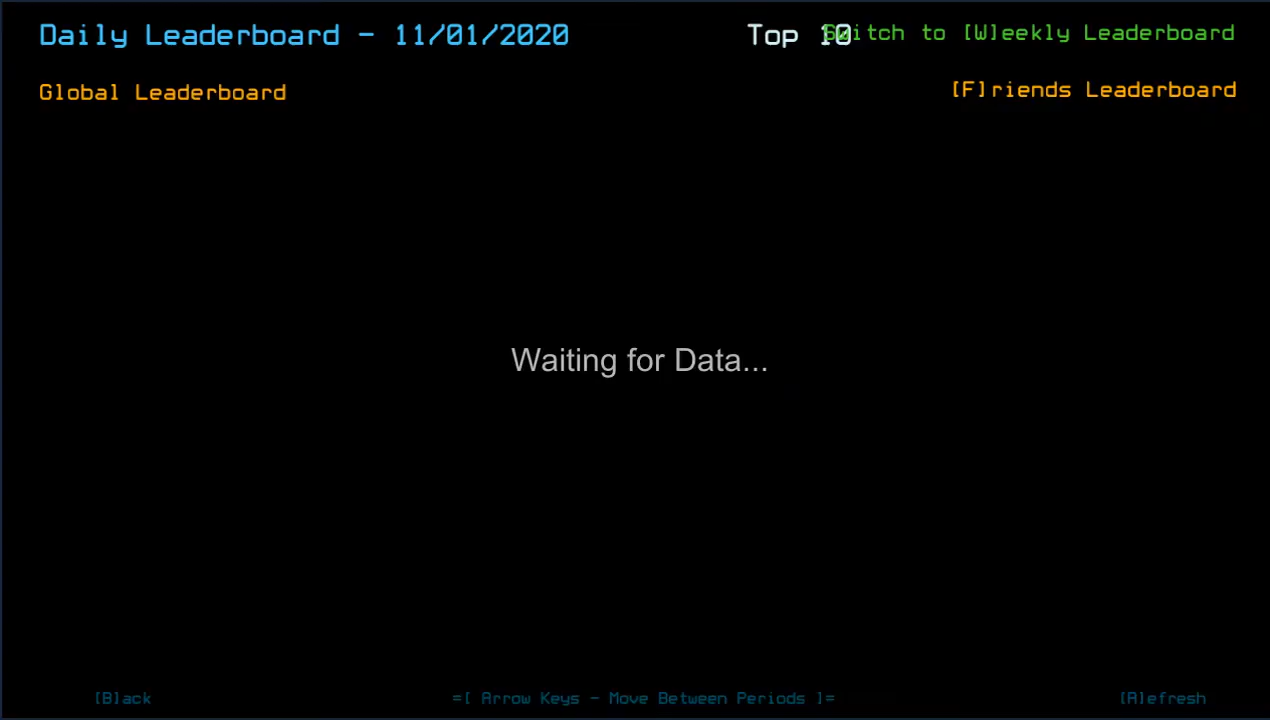 Daily Leaderboard - 11/01/2020
Top 10
Switch to [W]eekly Leaderboard
Global Leaderboard
[F]riends Leaderboard
Waiting for Data...
[B]ack
=[ Arrow Keys - Move Between Periods ]=
[R]efresh